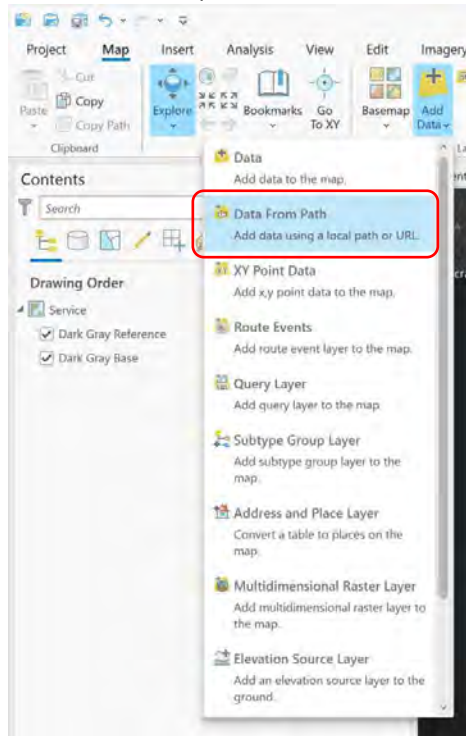 Project Map Insert Analysis View Edit Imagery
Cut
Copy
Copy Path
Paste
Explore
Bookmarks
Go
To XY
Basemap
Add
Data
Clipboard
Contents
Search
Drawing Order
Service
Dark Gray Reference
Dark Gray Base
Data
Add data to the map.
Data From Path
Add data using a local path or URL.
XY Point Data
Add x,y point data to the map.
Route Events
Add route event layer to the map.
Query Layer
Add query layer to the map
Subtype Group Layer
Add subtype group layer to the
map.
Address and Place Layer
Convert a table to places on the
map.
Multidimensional Raster Layer
Add multidimensional raster layer to
the map.
Elevation Source Layer
Add an elevation source layer to the
ground.